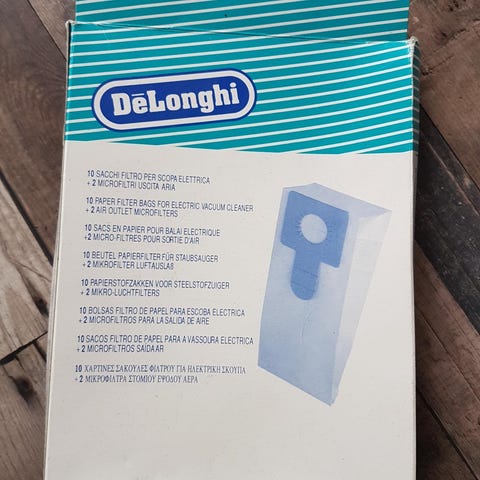 DēLonghi
10 SACCHI FILTRO PER SCOPA ELETTRICA
+ 2 MICROFILTRI USCITA ARIA
10 PAPER FILTER BAGS FOR ELECTRIC VACUUM CLEANER
+ 2 AIR OUTLET MICROFILTERS
10 SACS EN PAPIER POUR BALAI ELECTRIQUE
+ 2 MICRO-FILTRES POUR SORTIE D'AIR
10 BEUTEL PAPIERFILTER FÜR STAUBSAUGER
+ 2 MIKROFILTER LUFTAUSLAß
10 PAPIERSTOFZAKKEN VOOR STEELSTOFZUIGER
+ 2 MIKRO-LUCHTFILTERS
10 BOLSAS FILTRO DE PAPEL PARA ESCOBA ELECTRICA
+ 2 MICROFILTROS PARA LA SALIDA DE AIRE
10 SACOS FILTRO DE PAPEL PARA A VASSOURA ELECTRICA
+ 2 MICROFILTROS SAIDA AR
10 ΧΑΡΤΙΝΕΣ ΣΑΚΟΥΛΕΣ ΦΙΛΤΡΟΥ ΓΙΑ ΗΛΕΚΤΡΙΚΗ ΣΚΟΥΠΑ
+ 2 ΜΙΚΡΟΦΙΛΤΡΑ ΣΤΟΜΙΟΥ ΕΨΟΔΟΥ ΑΕΡΑ